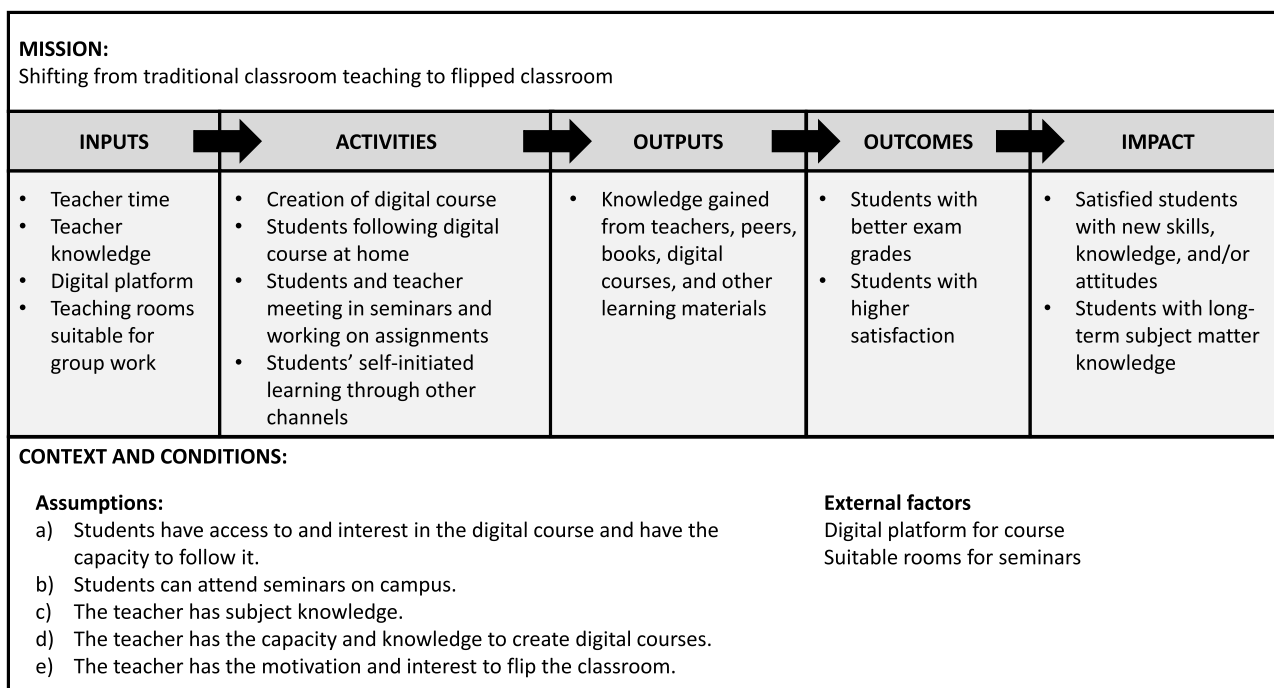 MISSION:
Shifting from traditional classroom teaching to flipped classroom
INPUTS
ACTIVITIES
OUTPUTS
OUTCOMES
IMPACT
• Teacher time
• Teacher
knowledge
• Digital platform
• Teaching rooms
suitable for
group work
• Creation of digital course
• Students following digital
course at home
• Students and teacher
meeting in seminars and
working on assignments
• Students’ self-initiated
learning through other
channels
• Knowledge gained
from teachers, peers,
books, digital
courses, and other
learning materials
• Students with
better exam
grades
• Students with
higher
satisfaction
• Satisfied students
with new skills,
knowledge, and/or
attitudes
• Students with long-
term subject matter
knowledge
CONTEXT AND CONDITIONS:
Assumptions:
a) Students have access to and interest in the digital course and have the
capacity to follow it.
b) Students can attend seminars on campus.
c) The teacher has subject knowledge.
d) The teacher has the capacity and knowledge to create digital courses.
e) The teacher has the motivation and interest to flip the classroom.
External factors
Digital platform for course
Suitable rooms for seminars